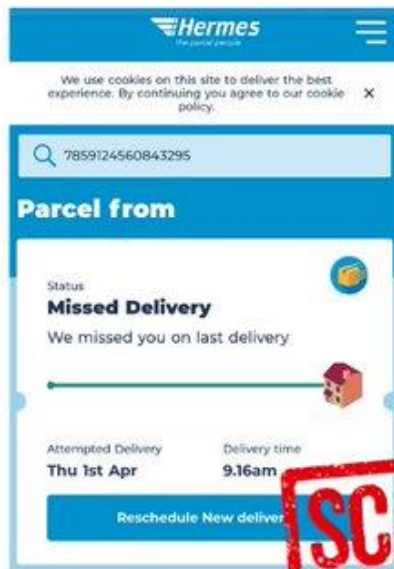 Hermes
the parcel people
We use cookies on this site to deliver the best
experience. By continuing you agree to our cookie
policy.
7859124560843295
Parcel from
Status
Missed Delivery
We missed you on last delivery
Attempted Delivery Delivery time
Thu 1st Apr 9.16am
Reschedule New deliver
SC